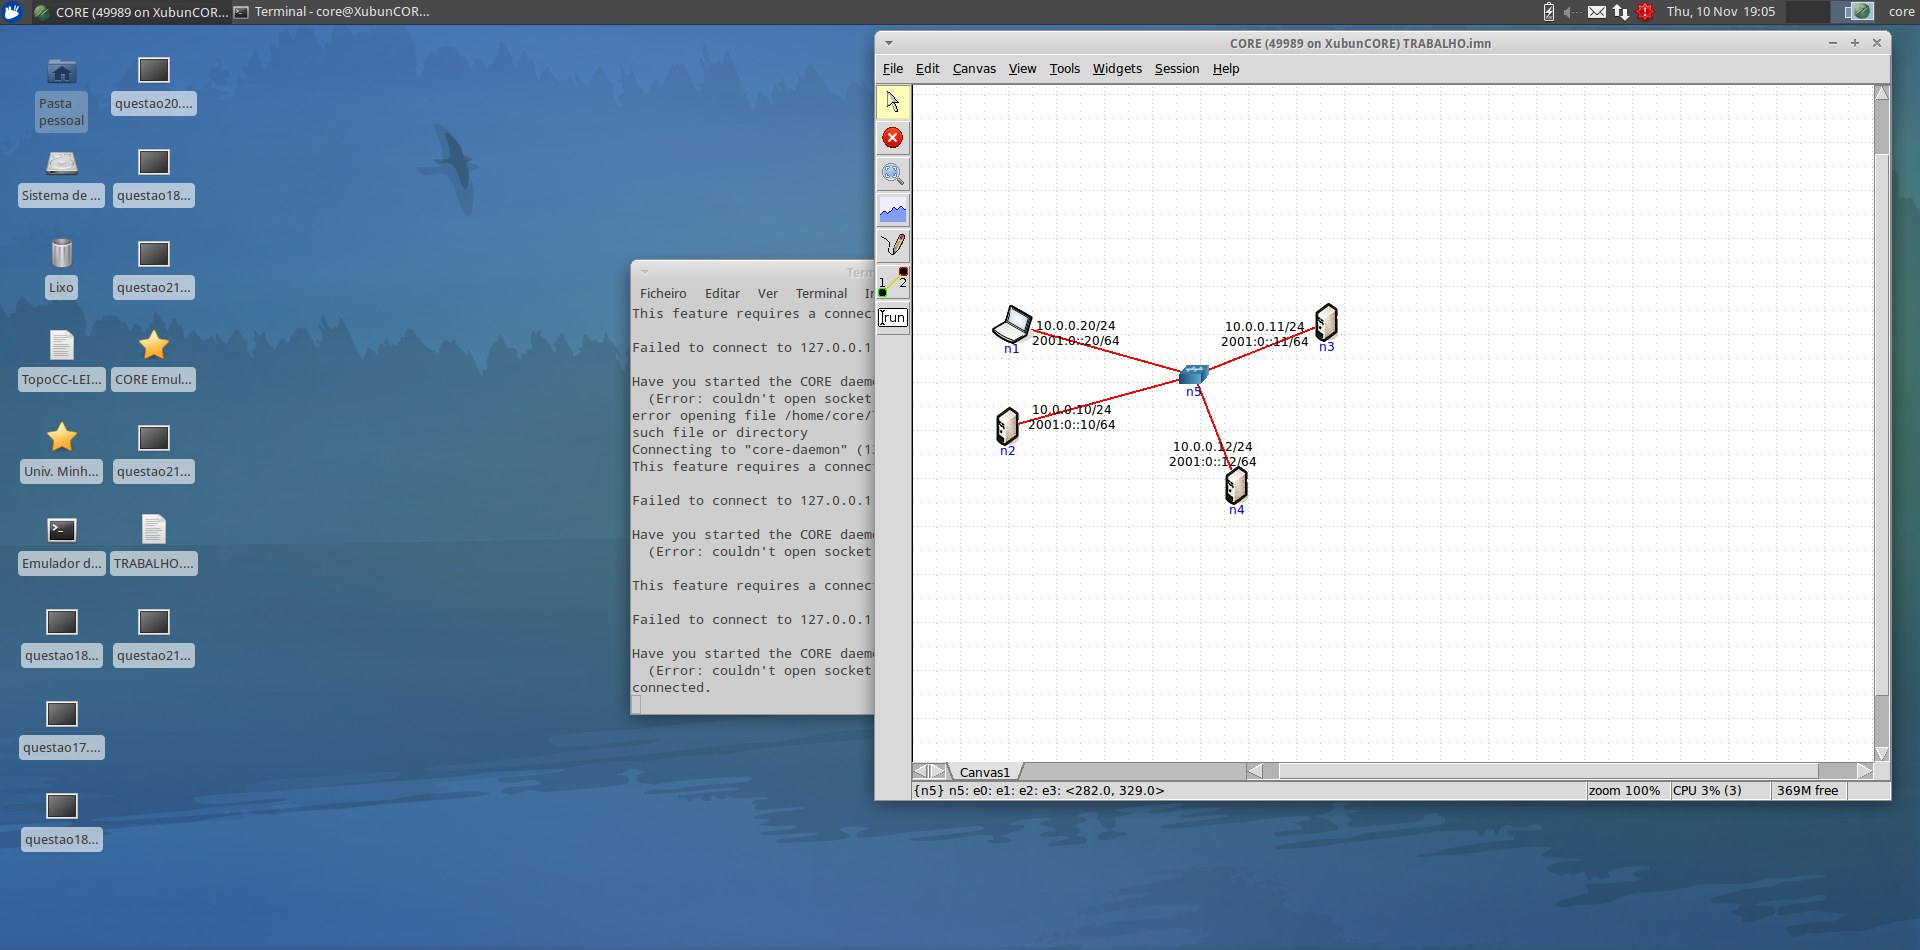 CORE (49989 on XubunCOR...
Terminal - core@XubunCOR...
Thu, 10 Nov 19:05
core
Pasta
pessoal
questao20....
Sistema de ...
questao18...
Lixo
questao21...
TopoCC-LEI...
CORE Emul...
Univ. Minh...
questao21...
Emulador d...
TRABALHO....
questao18...
questao21...
questao17....
questao18...
Term
Ficheiro Editar Ver Terminal
This feature requires a connec
Failed to connect to 127.0.0.1
Have you started the CORE daem
(Error: couldn't open socket
error opening file /home/core/
such file or directory
Connecting to "core-daemon" (1
This feature requires a connec
Failed to connect to 127.0.0.1
Have you started the CORE daem
(Error: couldn't open socket
This feature requires a connec
Failed to connect to 127.0.0.1
Have you started the CORE daem
(Error: couldn't open socket
connected.
CORE (49989 on XubunCORE) TRABALHO.imn
File Edit Canvas View Tools Widgets Session Help
1 2
run
10.0.0.20/24
2001:0::20/64
n1
10.0.0.11/24
2001:0::11/64
n3
n5
10.0.0.10/24
2001:0::10/64
n2
10.0.0.12/24
2001:0::12/64
n4
Canvas1
{n5} n5: e0: e1: e2: e3: <282.0, 329.0>
zoom 100%
CPU 3% (3)
369M free